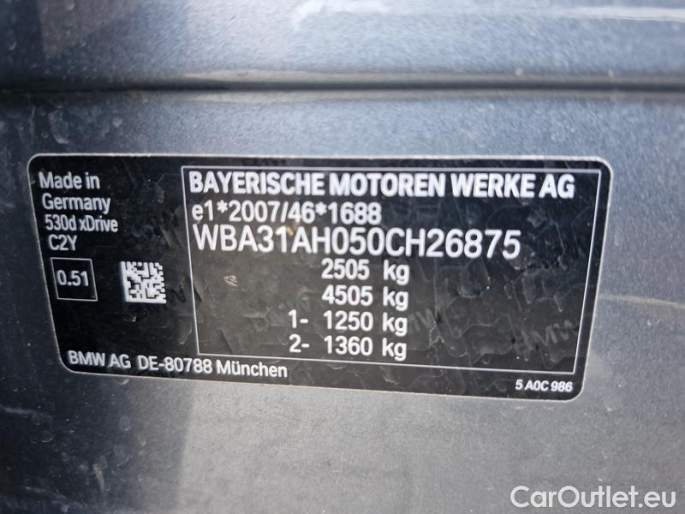 Made in
Germany
530d xDrive
C2Y
0.51
BAYERISCHE MOTOREN WERKE AG
e1*2007/46*1688
WBA31AH050CH26875
2505 kg
4505 kg
1- 1250 kg
2- 1360 kg
BMW AG DE-80788 München
5 A0C 986
CarOutlet.eu